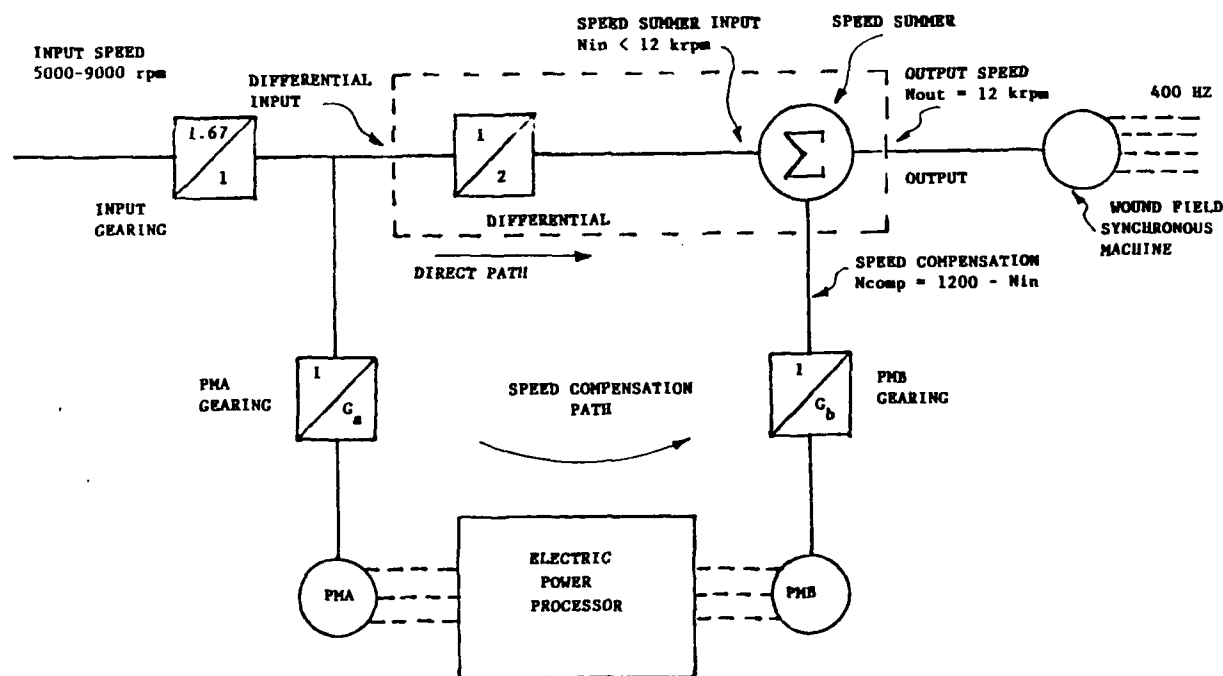 SPEED SUMMER INPUT
Nin < 12 krpm
SPEED SUMMER
INPUT SPEED
5000-9000 rpm
DIFFERENTIAL
INPUT
OUTPUT SPEED
Nout = 12 krpm
400 HZ
1.67
1
1
2
Σ
INPUT
GEARING
DIFFERENTIAL
OUTPUT
WOUND FIELD
SYNCHRONOUS
MACHINE
DIRECT PATH
SPEED COMPENSATION
Ncomp = 1200 - Nin
PMA
GEARING
1
Ga
SPEED COMPENSATION
PATH
1
Gb
PMB
GEARING
PMA
ELECTRIC
POWER
PROCESSOR
PMB